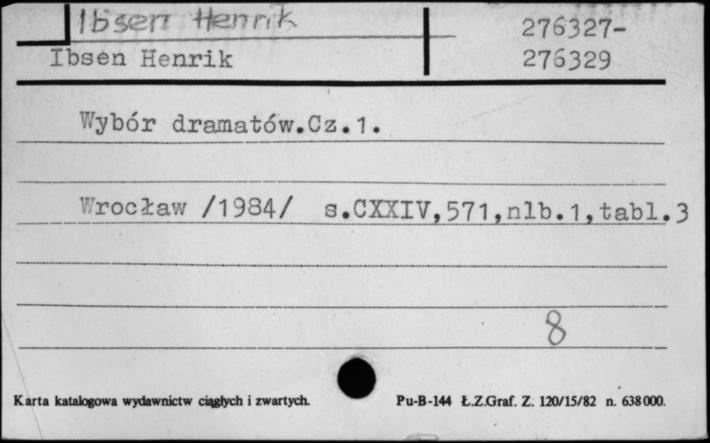 Ibsen Henrik
276327-
Ibsen Henrik
276329
Wybór dramatów.Cz.1.
Wrocław /1984/ s.CXXIV,571,nlb.1,tabl.3
8
Karta katalogowa wydawnictw ciągłych i zwartych.
Pu-B-144 Ł.Z.Graf. Z. 120/15/82 n. 638000.